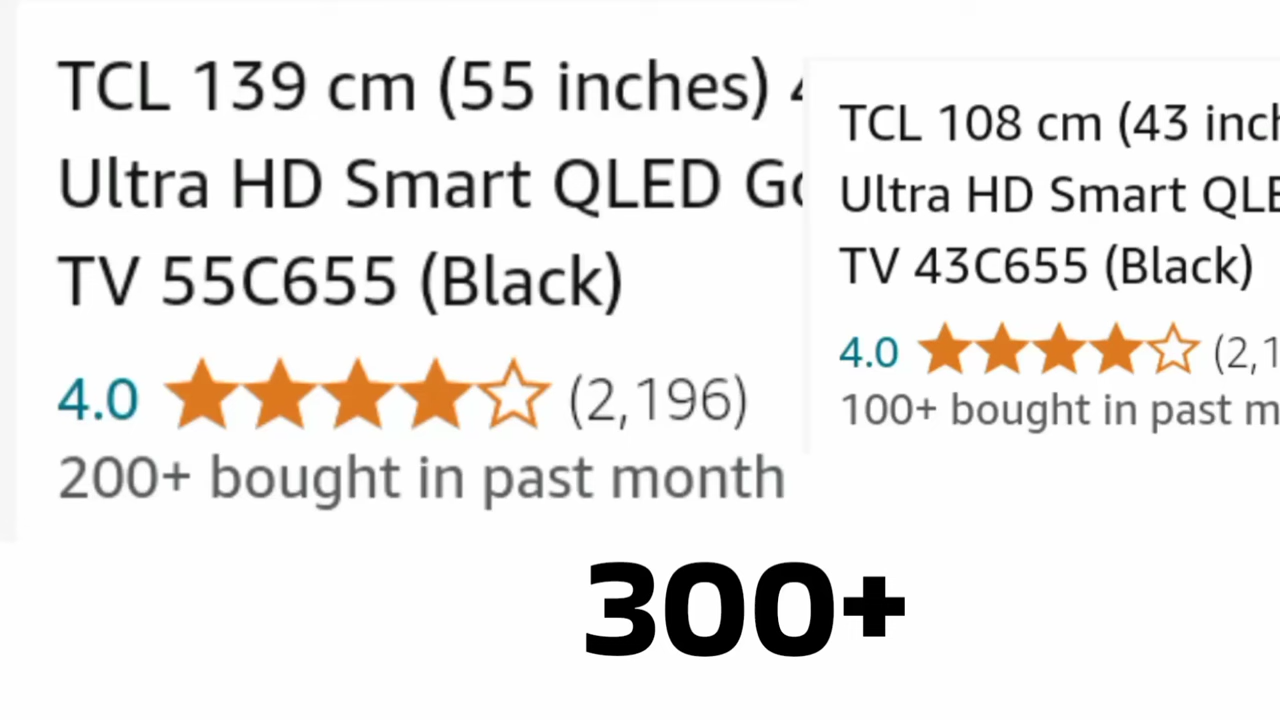 TCL 139 cm (55 inches)
Ultra HD Smart QLED
TV 55C655 (Black)
4.0 (2,196)
200+ bought in past month
TCL 108 cm (43
Ultra HD Smart
TV 43C655 (Black)
4.0
100+ bought in past
300+